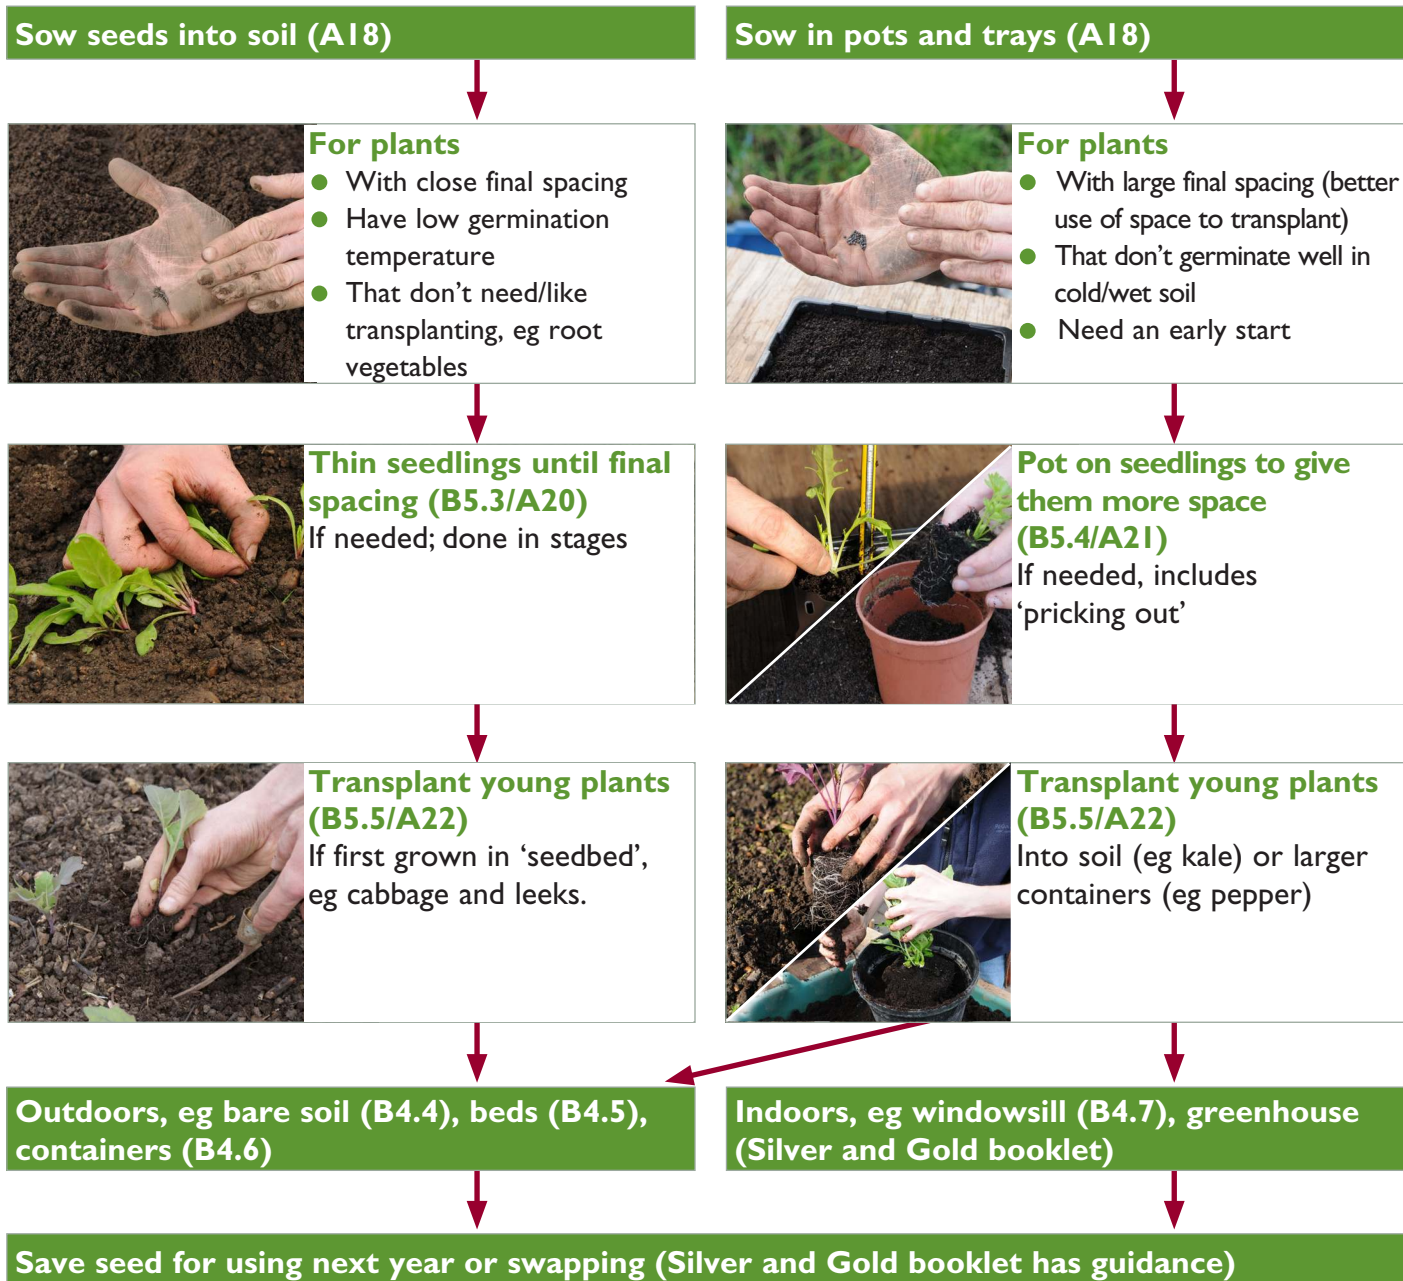 Sow seeds into soil (A18)
For plants
● With close final spacing
● Have low germination
temperature
● That don’t need/like
transplanting, eg root
vegetables
Thin seedlings until final
spacing (B5.3/A20)
If needed; done in stages
Transplant young plants
(B5.5/A22)
If first grown in ‘seedbed’,
eg cabbage and leeks.
Sow in pots and trays (A18)
For plants
● With large final spacing (better
use of space to transplant)
● That don’t germinate well in
cold/wet soil
● Need an early start
Pot on seedlings to give
them more space
(B5.4/A21)
If needed, includes
‘pricking out’
Transplant young plants
(B5.5/A22)
Into soil (eg kale) or larger
containers (eg pepper)
Outdoors, eg bare soil (B4.4), beds (B4.5),
containers (B4.6)
Indoors, eg windowsill (B4.7), greenhouse
(Silver and Gold booklet)
Save seed for using next year or swapping (Silver and Gold booklet has guidance)